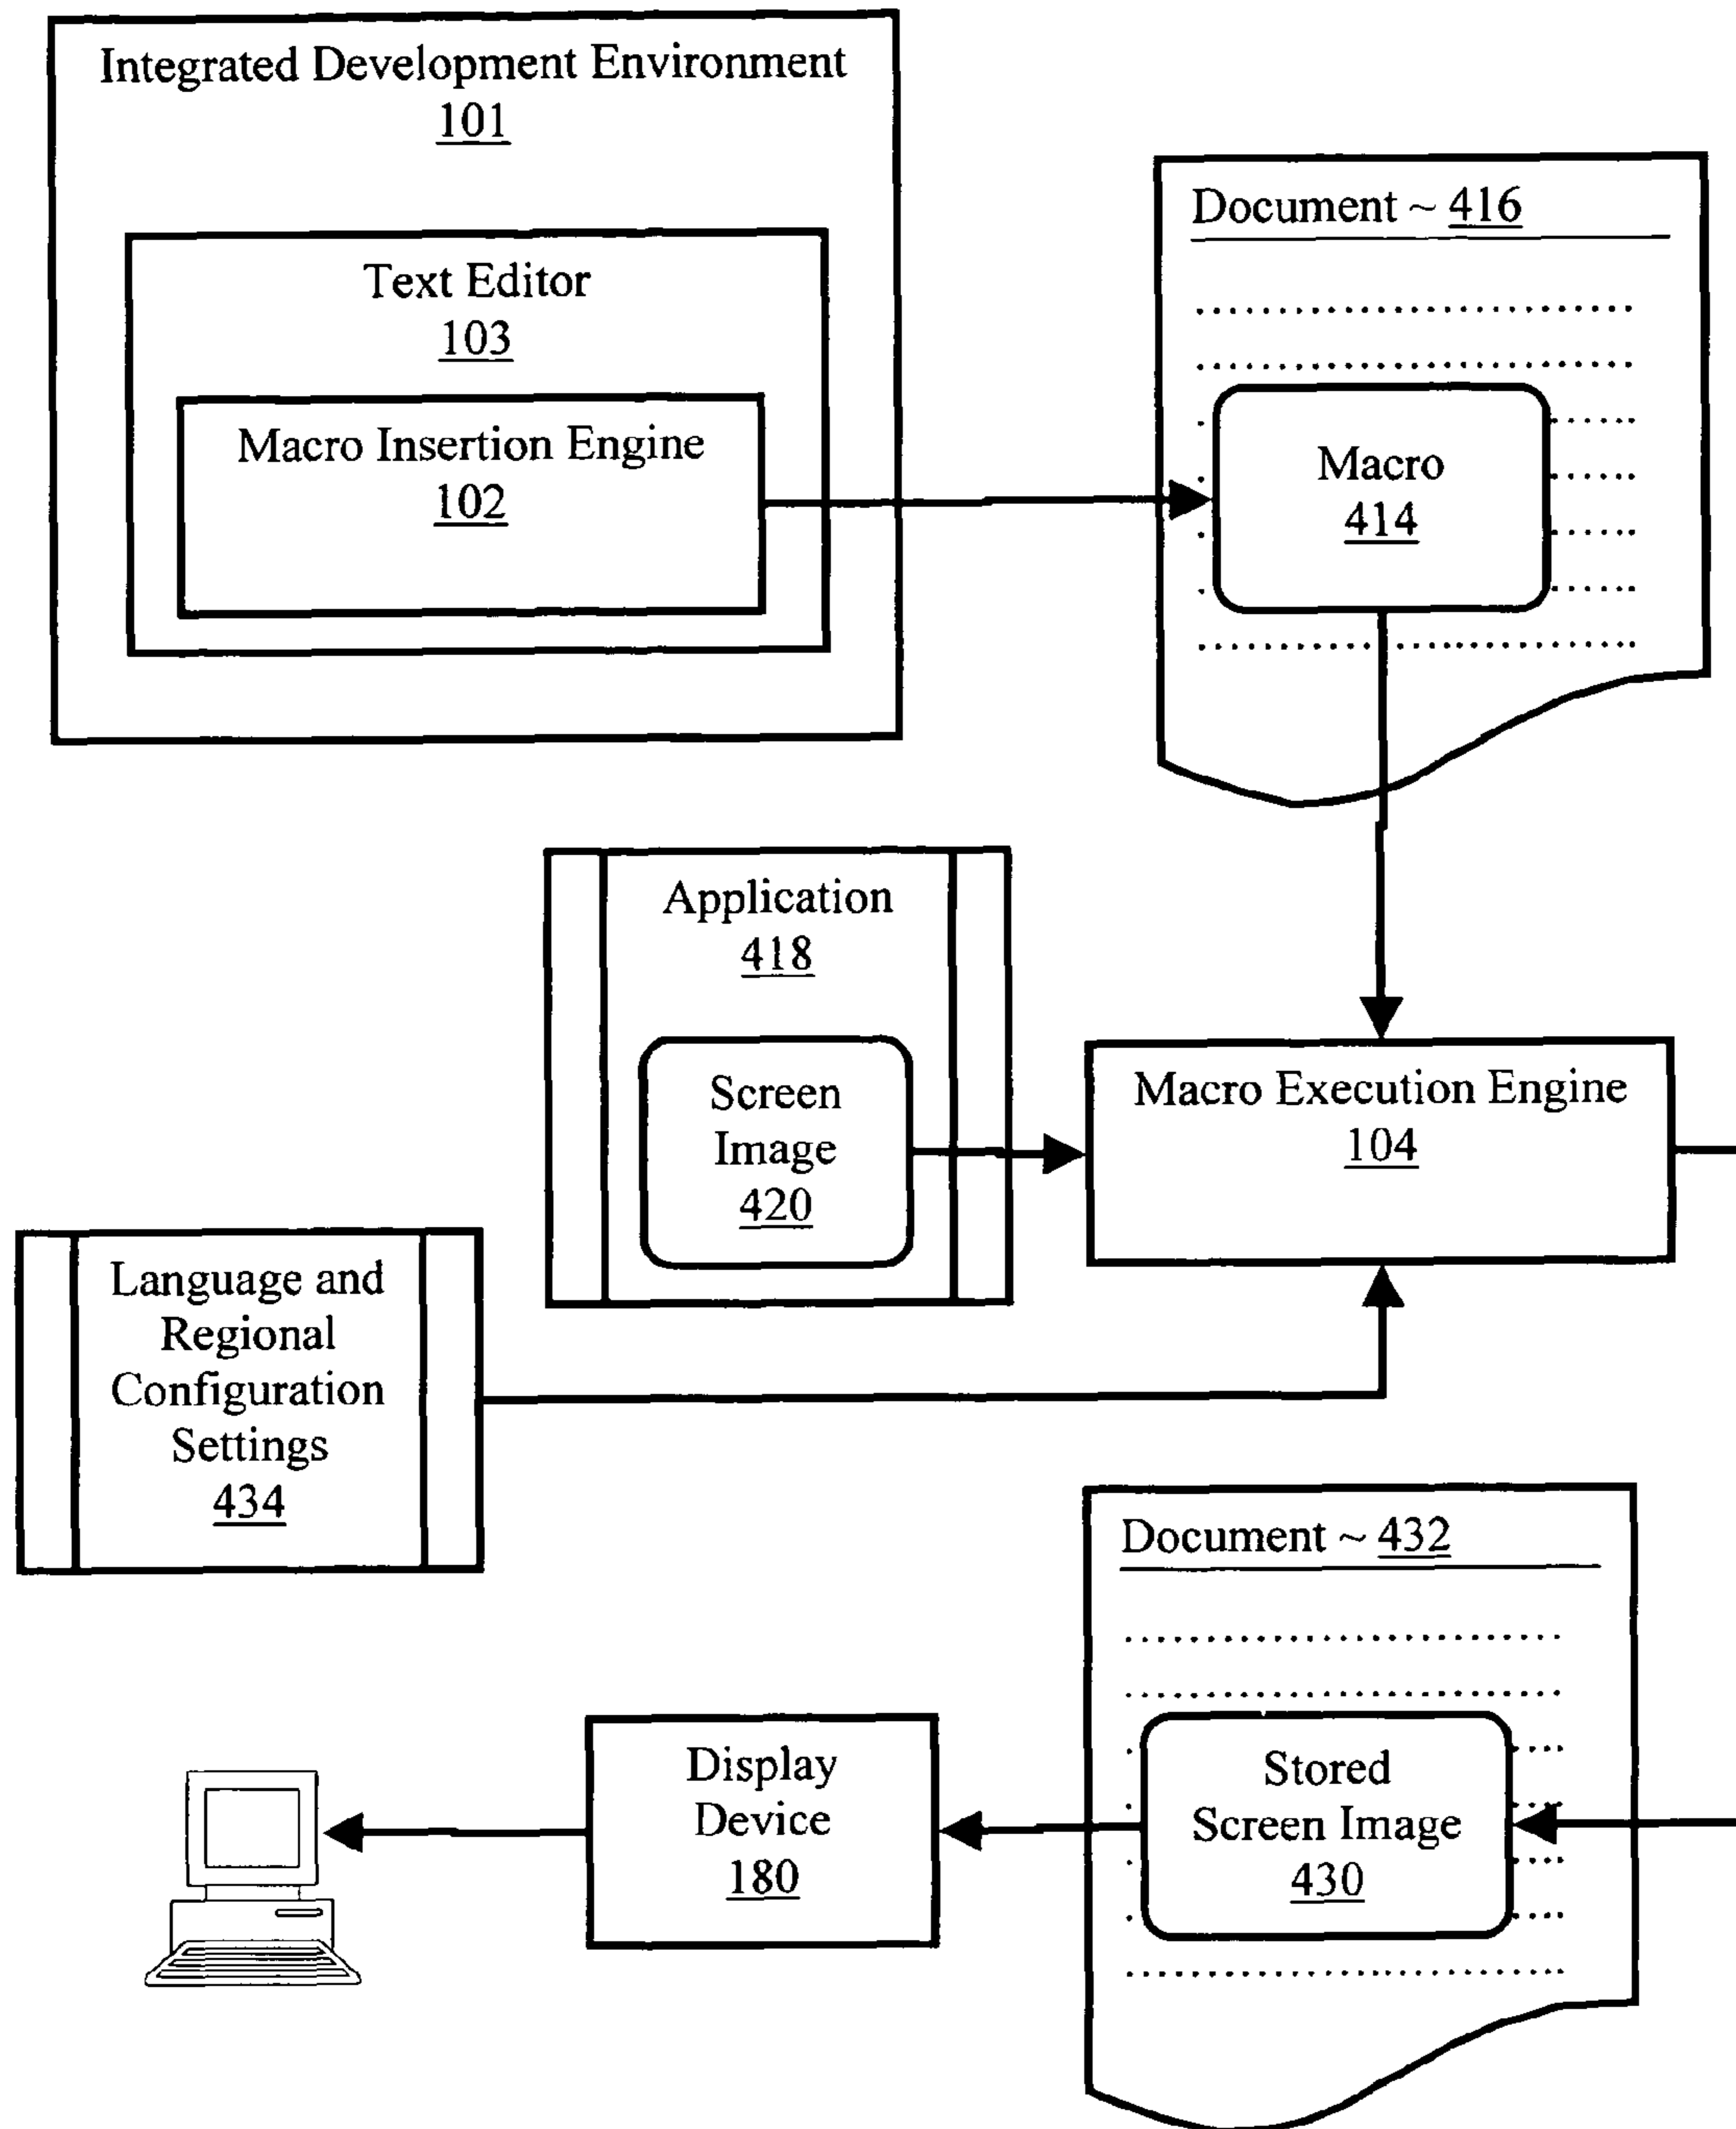 Integrated Development Environment
101
Text Editor
103
Macro Insertion Engine
102
Document ~ 416
Macro
414
Application
418
Screen
Image
420
Macro Execution Engine
104
Language and
Regional
Configuration
Settings
434
Document ~ 432
Stored
Screen Image
430
Display
Device
180